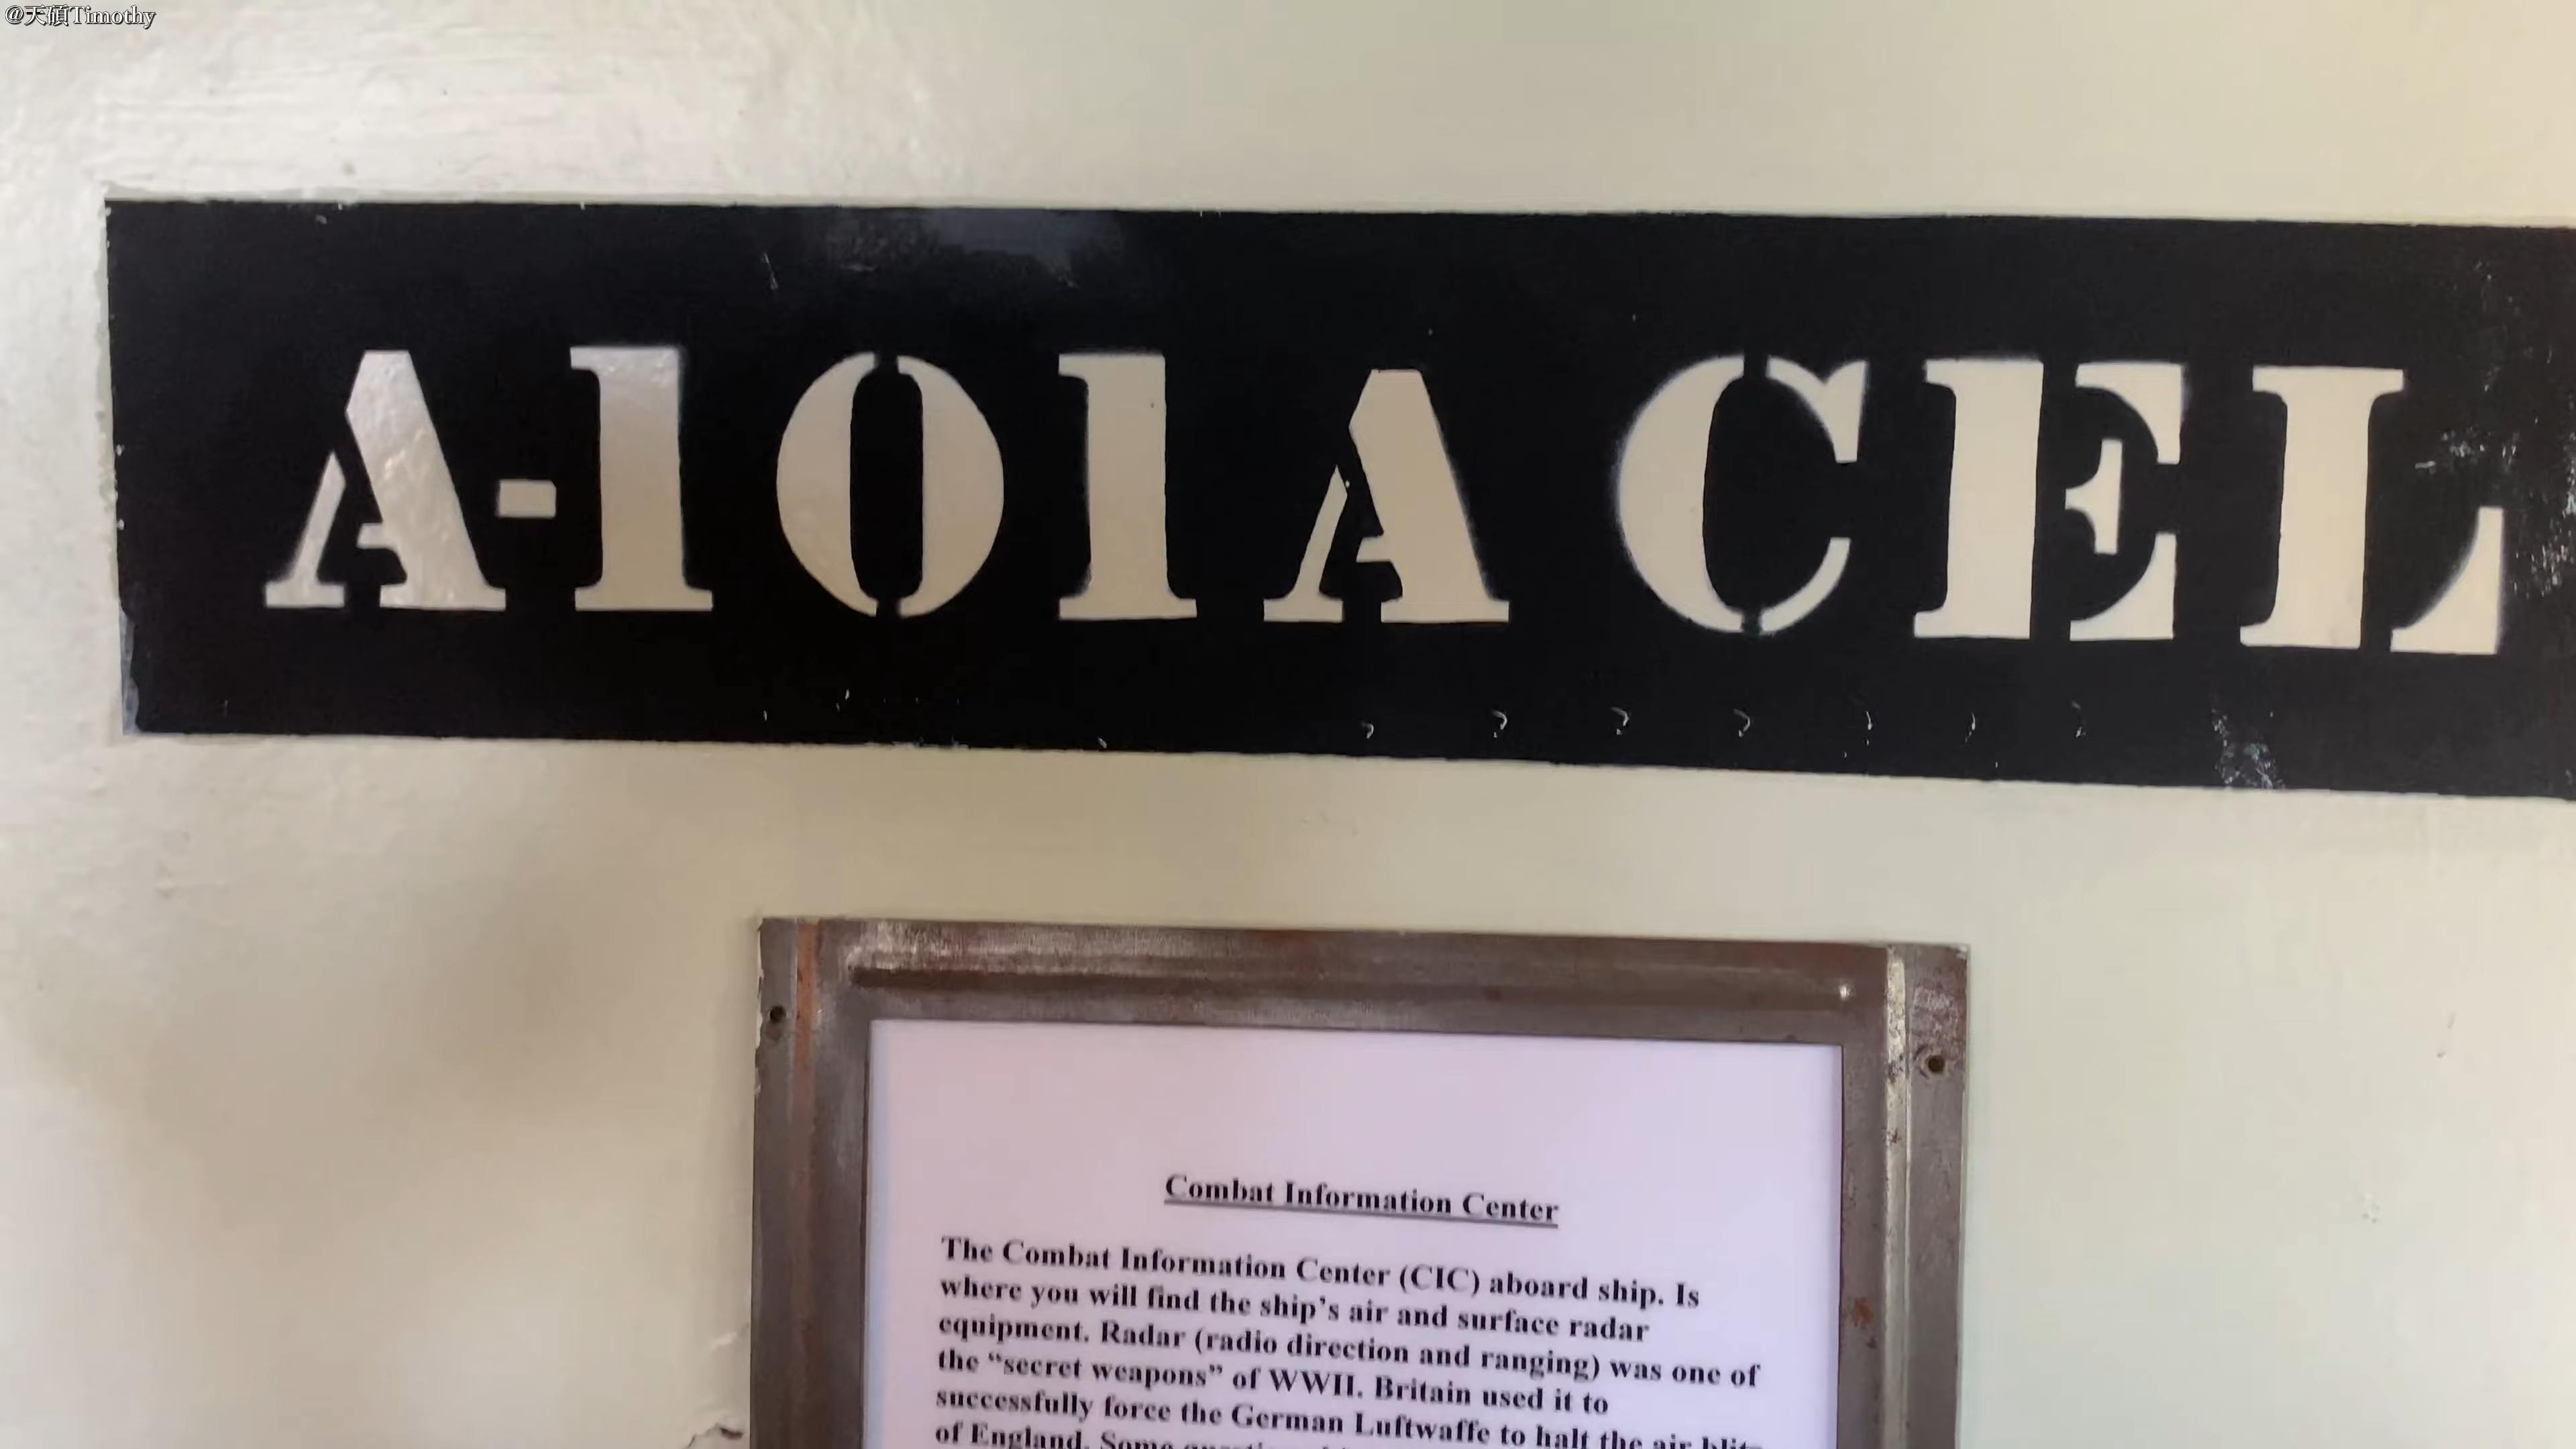 @天碩Timothy
A-101A CEL
Combat Information Center
The Combat Information Center (CIC) aboard ship. Is
where you will find the ship's air and surface radar
equipment. Radar (radio direction and ranging) was one of
the “secret weapons” of WWII. Britain used it to
successfully force the German Luftwaffe to halt the air
of England. Some